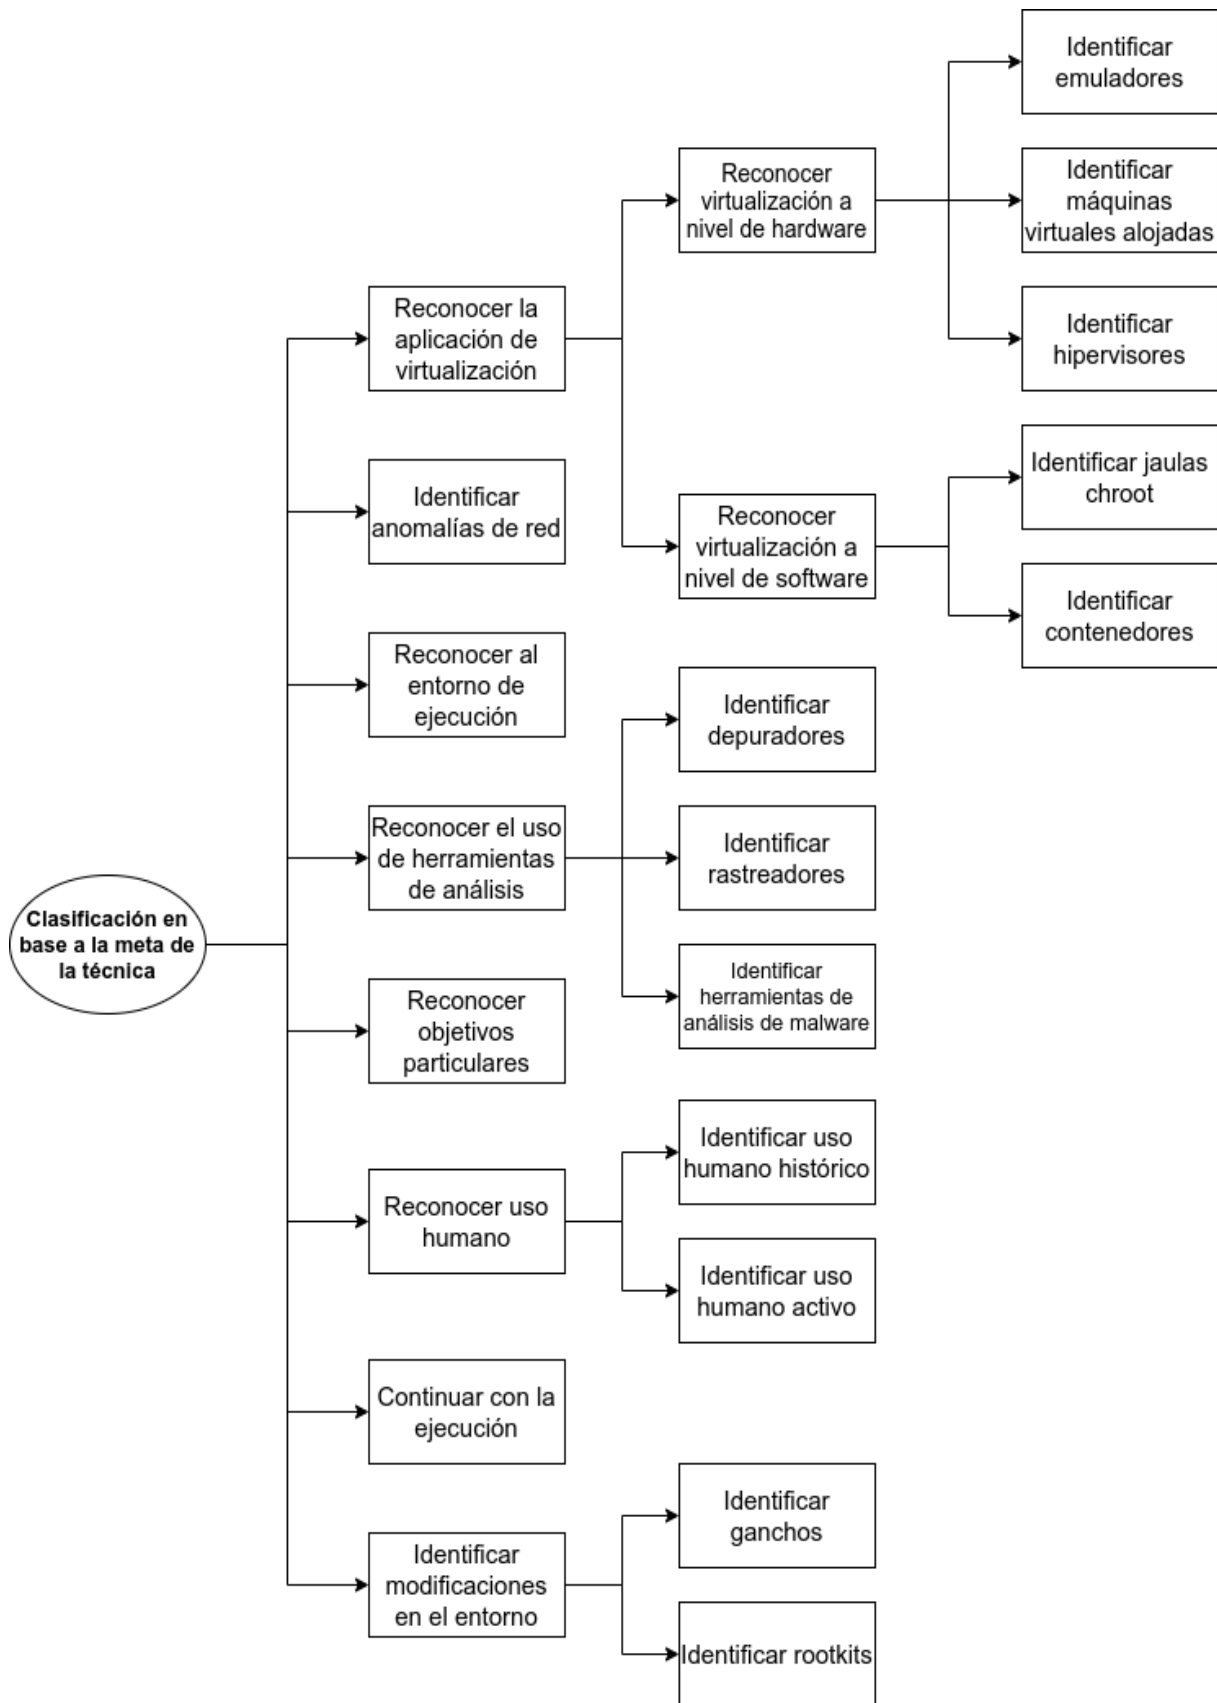 Identificar
emuladores
Reconocer
virtualización a
nivel de hardware
Identificar
máquinas
virtuales alojadas
Reconocer la
aplicación de
virtualización
Identificar
hipervisores
Identificar jaulas
chroot
Identificar
anomalías de red
Reconocer
virtualización a
nivel de software
Identificar
contenedores
Reconocer al
entorno de
ejecución
Identificar
depuradores
Reconocer el uso
de herramientas
de análisis
Identificar
rastreadores
Clasificación en
base a la meta de
la técnica
Identificar
herramientas de
análisis de malware
Reconocer
objetivos
particulares
Identificar uso
humano histórico
Reconocer uso
humano
Identificar uso
humano activo
Continuar con la
ejecución
Identificar
ganchos
Identificar
modificaciones
en el entorno
Identificar rootkits